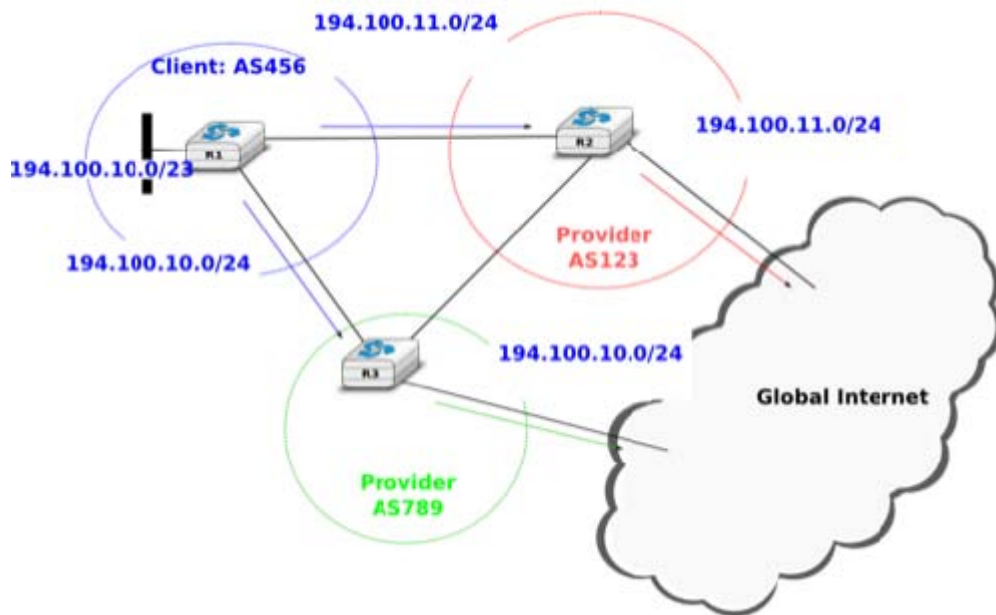 194.100.11.0/24
Client: AS456
194.100.11.0/24
R1
R2
194.100.10.0/23
Provider
AS123
194.100.10.0/24
194.100.10.0/24
R3
Global Internet
Provider
AS789